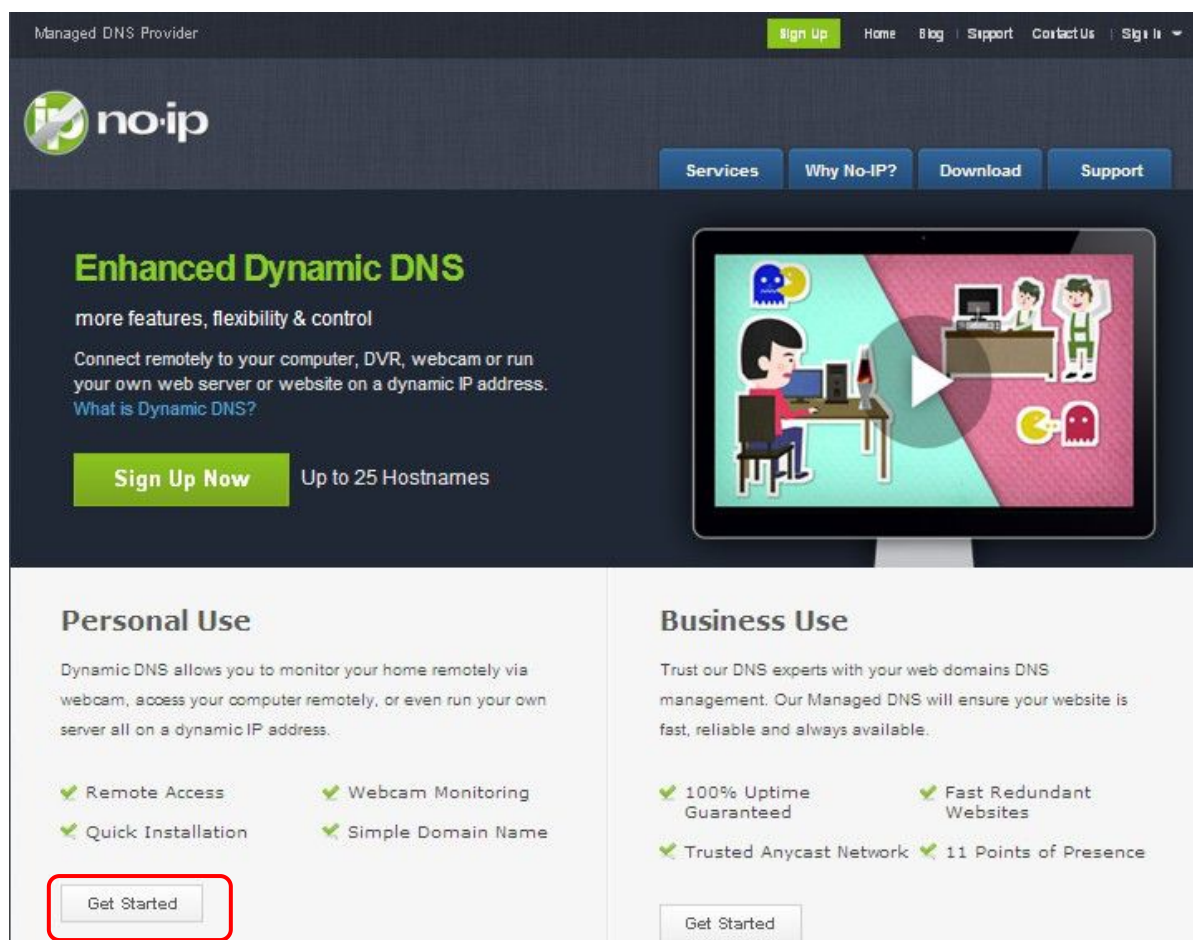 Managed DNS Provider
Sign Up Home Blog | Support Contact Us | Sign In
ip no·ip
Services Why No-IP? Download Support
Enhanced Dynamic DNS
more features, flexibility & control
Connect remotely to your computer, DVR, webcam or run
your own web server or website on a dynamic IP address.
What is Dynamic DNS?
Sign Up Now Up to 25 Hostnames
Personal Use
Dynamic DNS allows you to monitor your home remotely via
webcam, access your computer remotely, or even run your own
server all on a dynamic IP address.
Remote Access
Webcam Monitoring
Quick Installation
Simple Domain Name
Get Started
Business Use
Trust our DNS experts with your web domains DNS
management. Our Managed DNS will ensure your website is
fast, reliable and always available.
100% Uptime
Guaranteed
Fast Redundant
Websites
Trusted Anycast Network
11 Points of Presence
Get Started